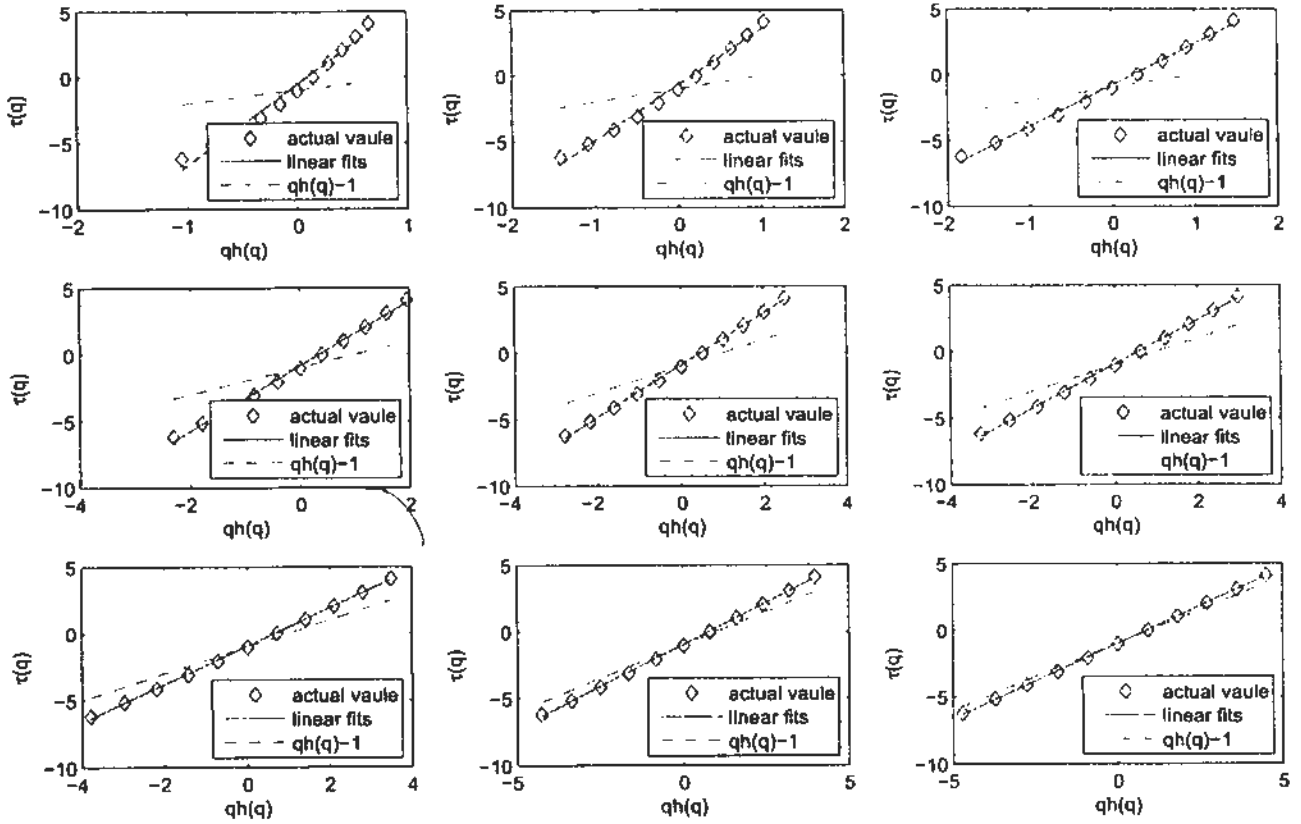 5
0
−5
−10
τ(q)
actual vaule
linear fits
qh(q)−1
−2 −1 0 1
qh(q)
5
0
−5
−10
τ(q)
actual vaule
linear fits
qh(q)−1
−2 −1 0 1 2
qh(q)
5
0
−5
−10
τ(q)
actual vaule
linear fits
qh(q)−1
−2 −1 0 1 2
qh(q)
5
0
−5
−10
τ(q)
actual vaule
linear fits
qh(q)−1
−4 −2 0 2
qh(q)
5
0
−5
−10
τ(q)
actual vaule
linear fits
qh(q)−1
−4 −2 0 2 4
qh(q)
5
0
−5
−10
τ(q)
actual vaule
linear fits
qh(q)−1
−4 −2 0 2 4
qh(q)
5
0
−5
−10
τ(q)
actual vaule
linear fits
qh(q)−1
−4 −2 0 2 4
qh(q)
5
0
−5
−10
τ(q)
actual vaule
linear fits
qh(q)−1
−5 0 5
qh(q)
5
0
−5
−10
τ(q)
actual vaule
linear fits
qh(q)−1
−5 0 5
qh(q)